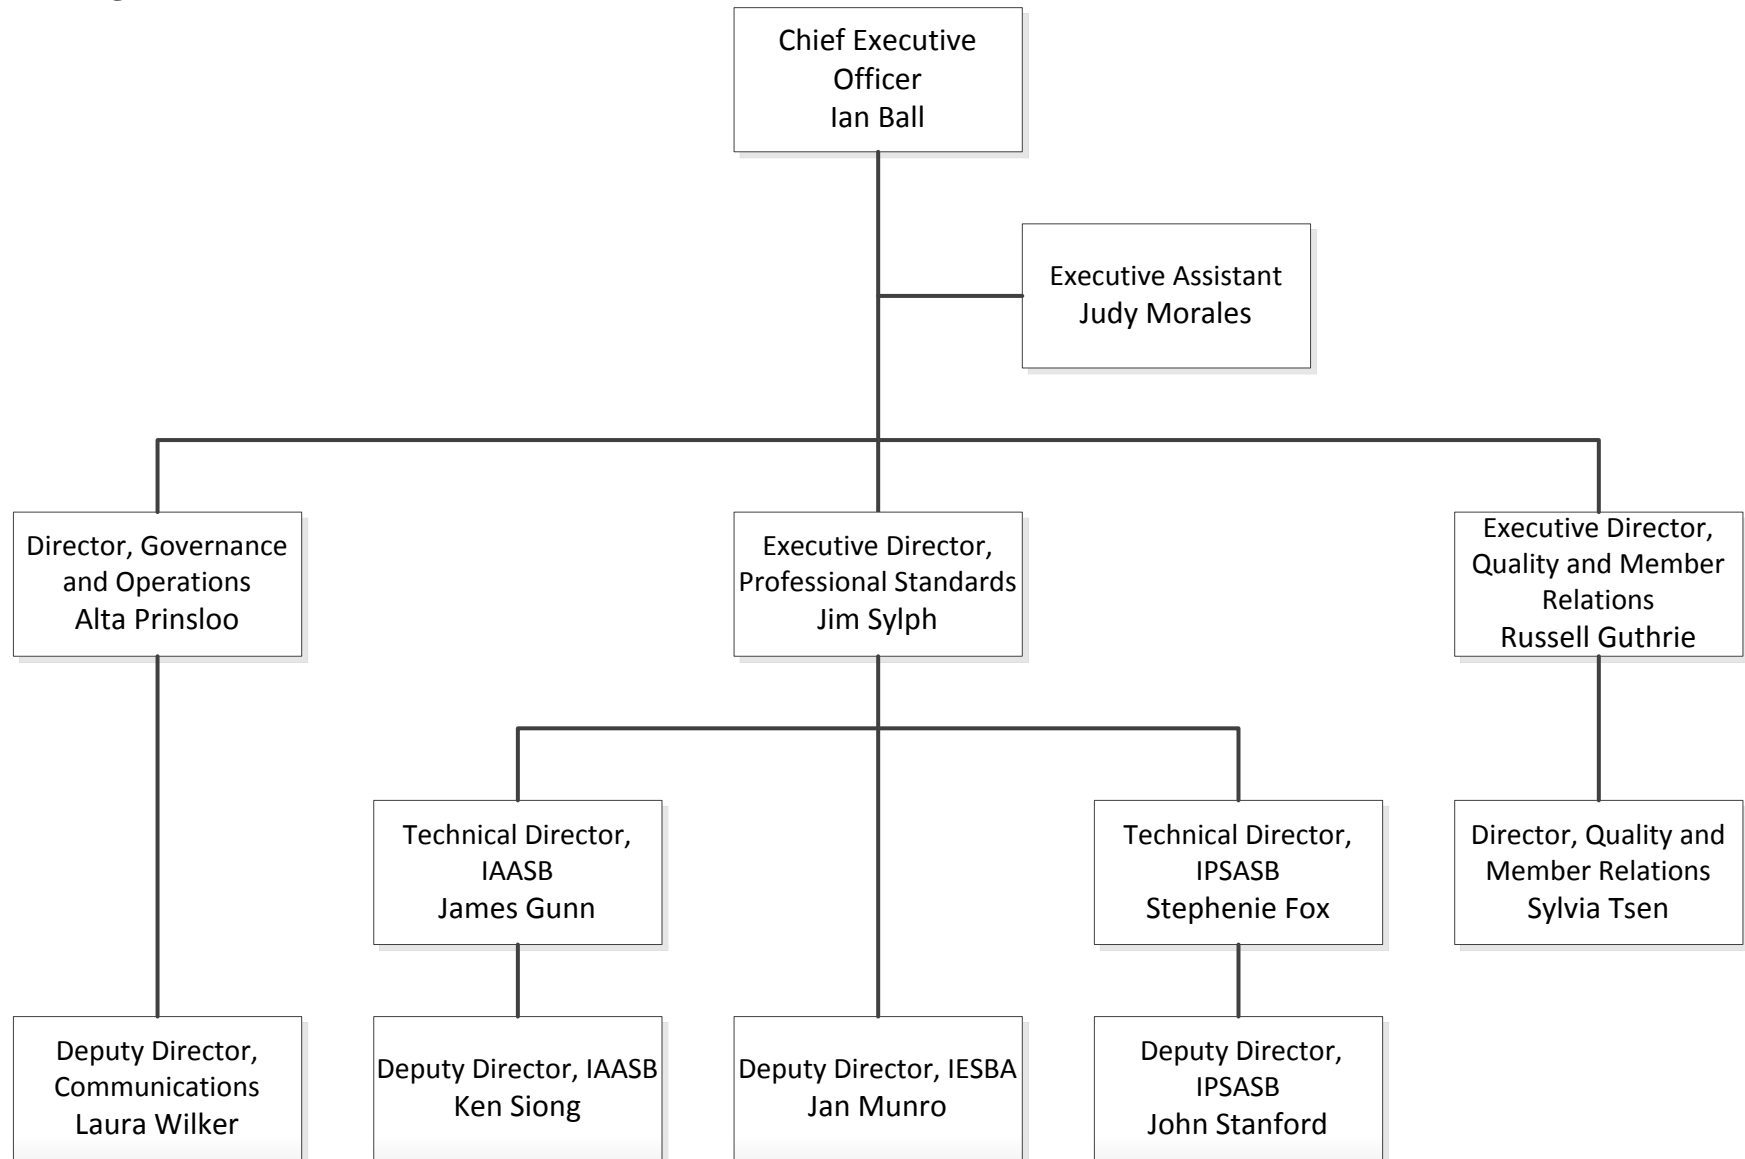 Chief Executive
Officer
Ian Ball
Executive Assistant
Judy Morales
Director, Governance
and Operations
Alta Prinsloo
Executive Director,
Professional Standards
Jim Sylph
Executive Director,
Quality and Member
Relations
Russell Guthrie
Technical Director,
IAASB
James Gunn
Technical Director,
IPSASB
Stephenie Fox
Director, Quality and
Member Relations
Sylvia Tsen
Deputy Director,
Communications
Laura Wilker
Deputy Director, IAASB
Ken Siong
Deputy Director, IESBA
Jan Munro
Deputy Director,
IPSASB
John Stanford